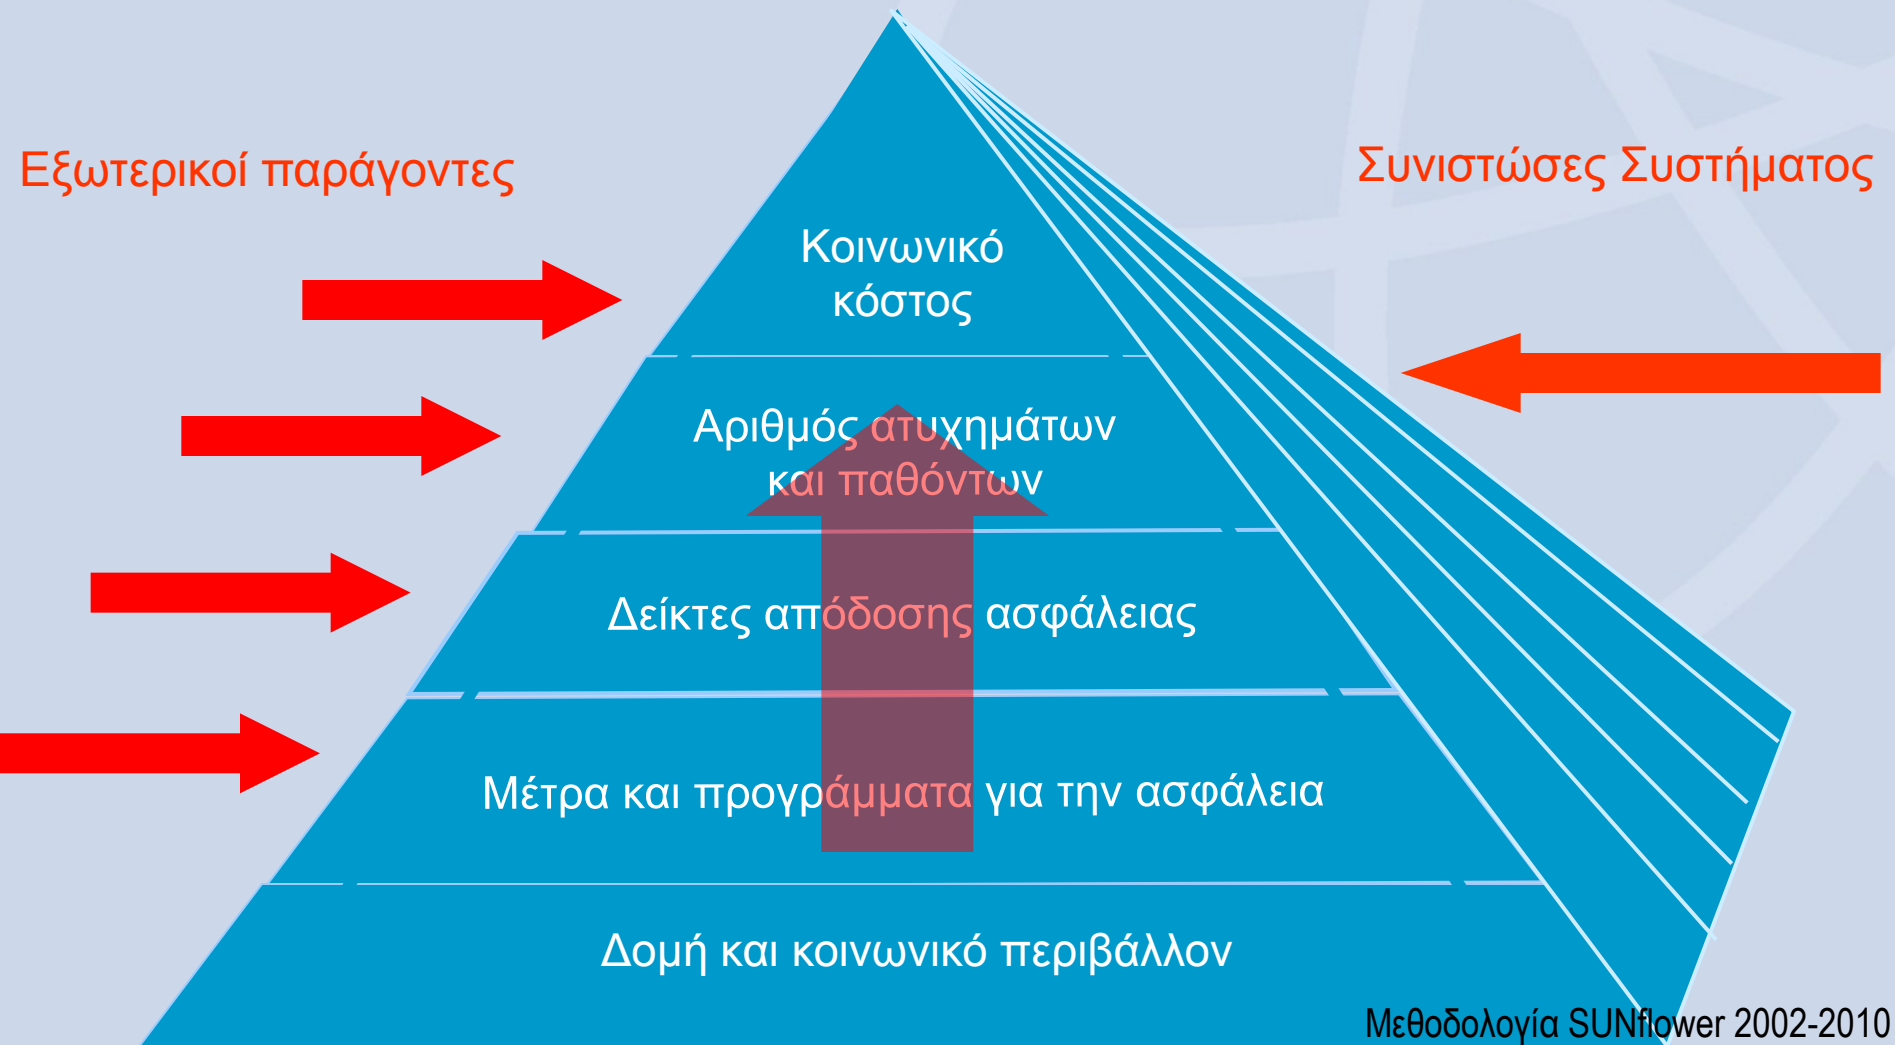 Εξωτερικοί παράγοντες
Συνιστώσες Συστήματος
Κοινωνικό
κόστος
Αριθμός ατυχημάτων
και παθόντων
Δείκτες απόδοσης ασφάλειας
Μέτρα και προγράμματα για την ασφάλεια
Δομή και κοινωνικό περιβάλλον
Μεθοδολογία SUNflower 2002-2010